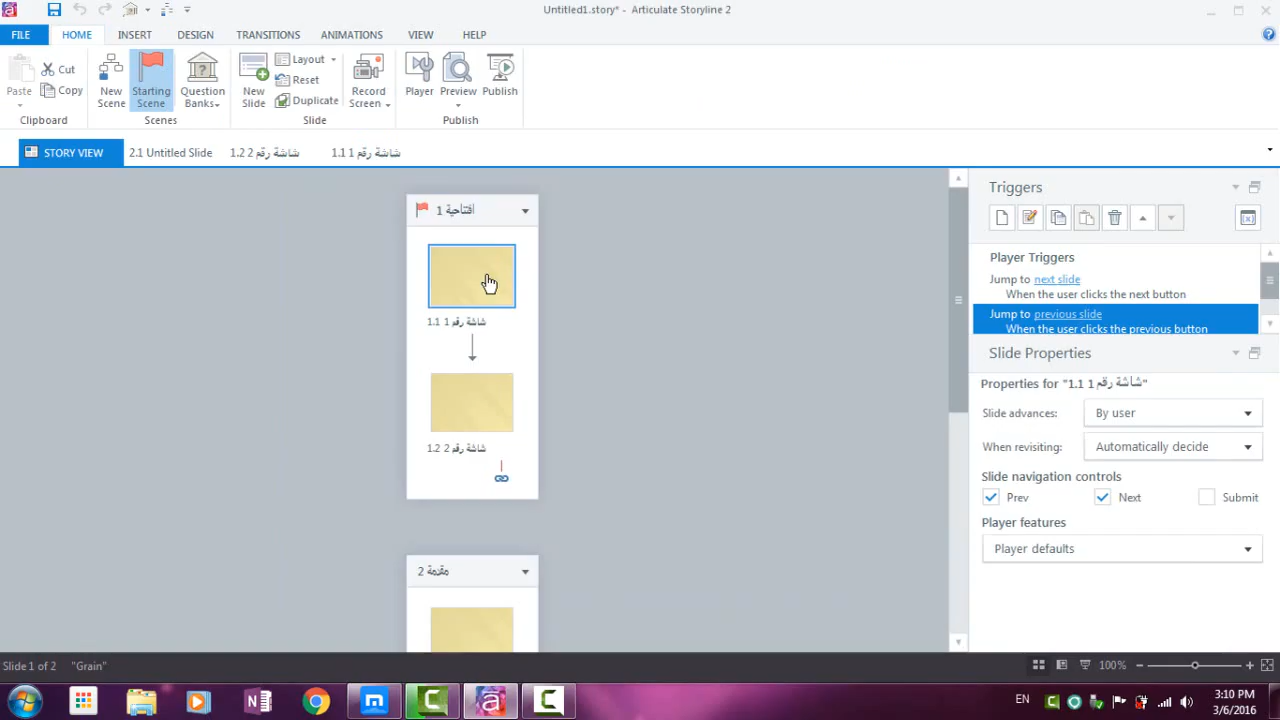 Untitled1.story* - Articulate Storyline 2
FILE HOME INSERT DESIGN TRANSITIONS ANIMATIONS VIEW HELP
Paste
Cut
Copy
Clipboard
New Scene
Starting Scene
Question Banks
Scenes
New Slide
Layout
Reset
Duplicate
Slide
Record Screen
Player
Preview
Publish
Publish
STORY VIEW
2.1 Untitled Slide
1.2 شاشة رقم 2
1.1 شاشة رقم 1
1 افتتاحية
1.1 شاشة رقم 1
1.2 شاشة رقم 2
2 مقدمة
Triggers
Player Triggers
Jump to next slide
When the user clicks the next button
Jump to previous slide
When the user clicks the previous button
Slide Properties
Properties for "1.1 شاشة رقم 1"
Slide advances: By user
When revisiting: Automatically decide
Slide navigation controls
Prev Next Submit
Player features
Player defaults
Slide 1 of 2 "Grain"
100%
EN
3:10 PM
3/6/2016